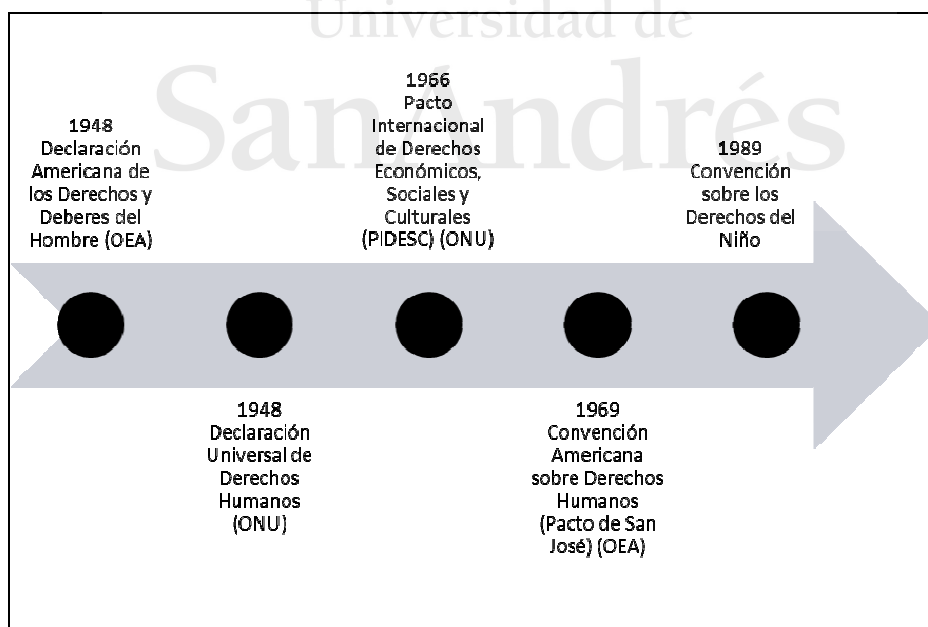 Universidad de
SanAndrés
1948
Declaración
Americana de
los Derechos y
Deberes del
Hombre (OEA)
1948
Declaración
Universal de
Derechos
Humanos
(ONU)
1966
Pacto
Internacional
de Derechos
Económicos,
Sociales y
Culturales
(PIDESC) (ONU)
1969
Convención
Americana
sobre Derechos
Humanos
(Pacto de San
José) (OEA)
1989
Convención
sobre los
Derechos del
Niño